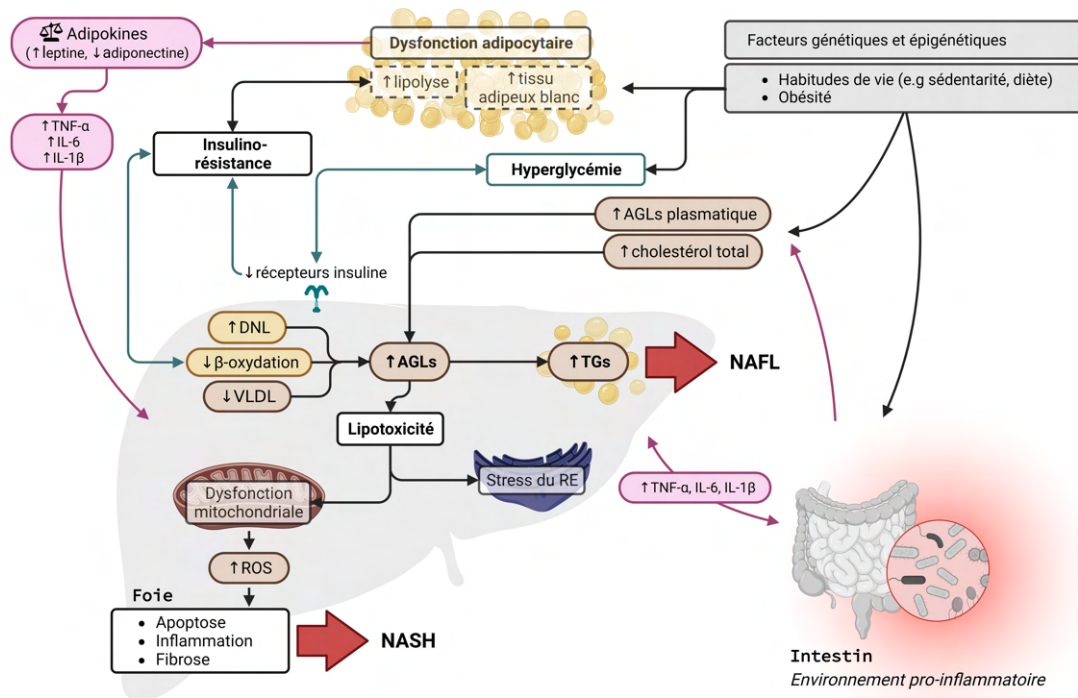 Adipokines
(↑leptine, ↓adiponectine)
Dysfonction adipocytaire
↑lipolyse
↑tissu
adipeux blanc
Facteurs génétiques et épigénétiques
• Habitudes de vie (e.g sédentarité, diète)
• Obésité
↑TNF-α
↑IL-6
↑IL-1β
Insulino-
résistance
Hyperglycémie
↑AGLs plasmatique
↑cholestérol total
↓récepteurs insuline
↑DNL
↓β-oxydation
↓VLDL
↑AGLs
↑TGs
NAFL
Lipotoxicité
Stress du RE
↑TNF-α, IL-6, IL-1β
Dysfonction
mitochondriale
↑ROS
Foie
• Apoptose
• Inflammation
• Fibrose
NASH
Intestin
Environnement pro-inflammatoire